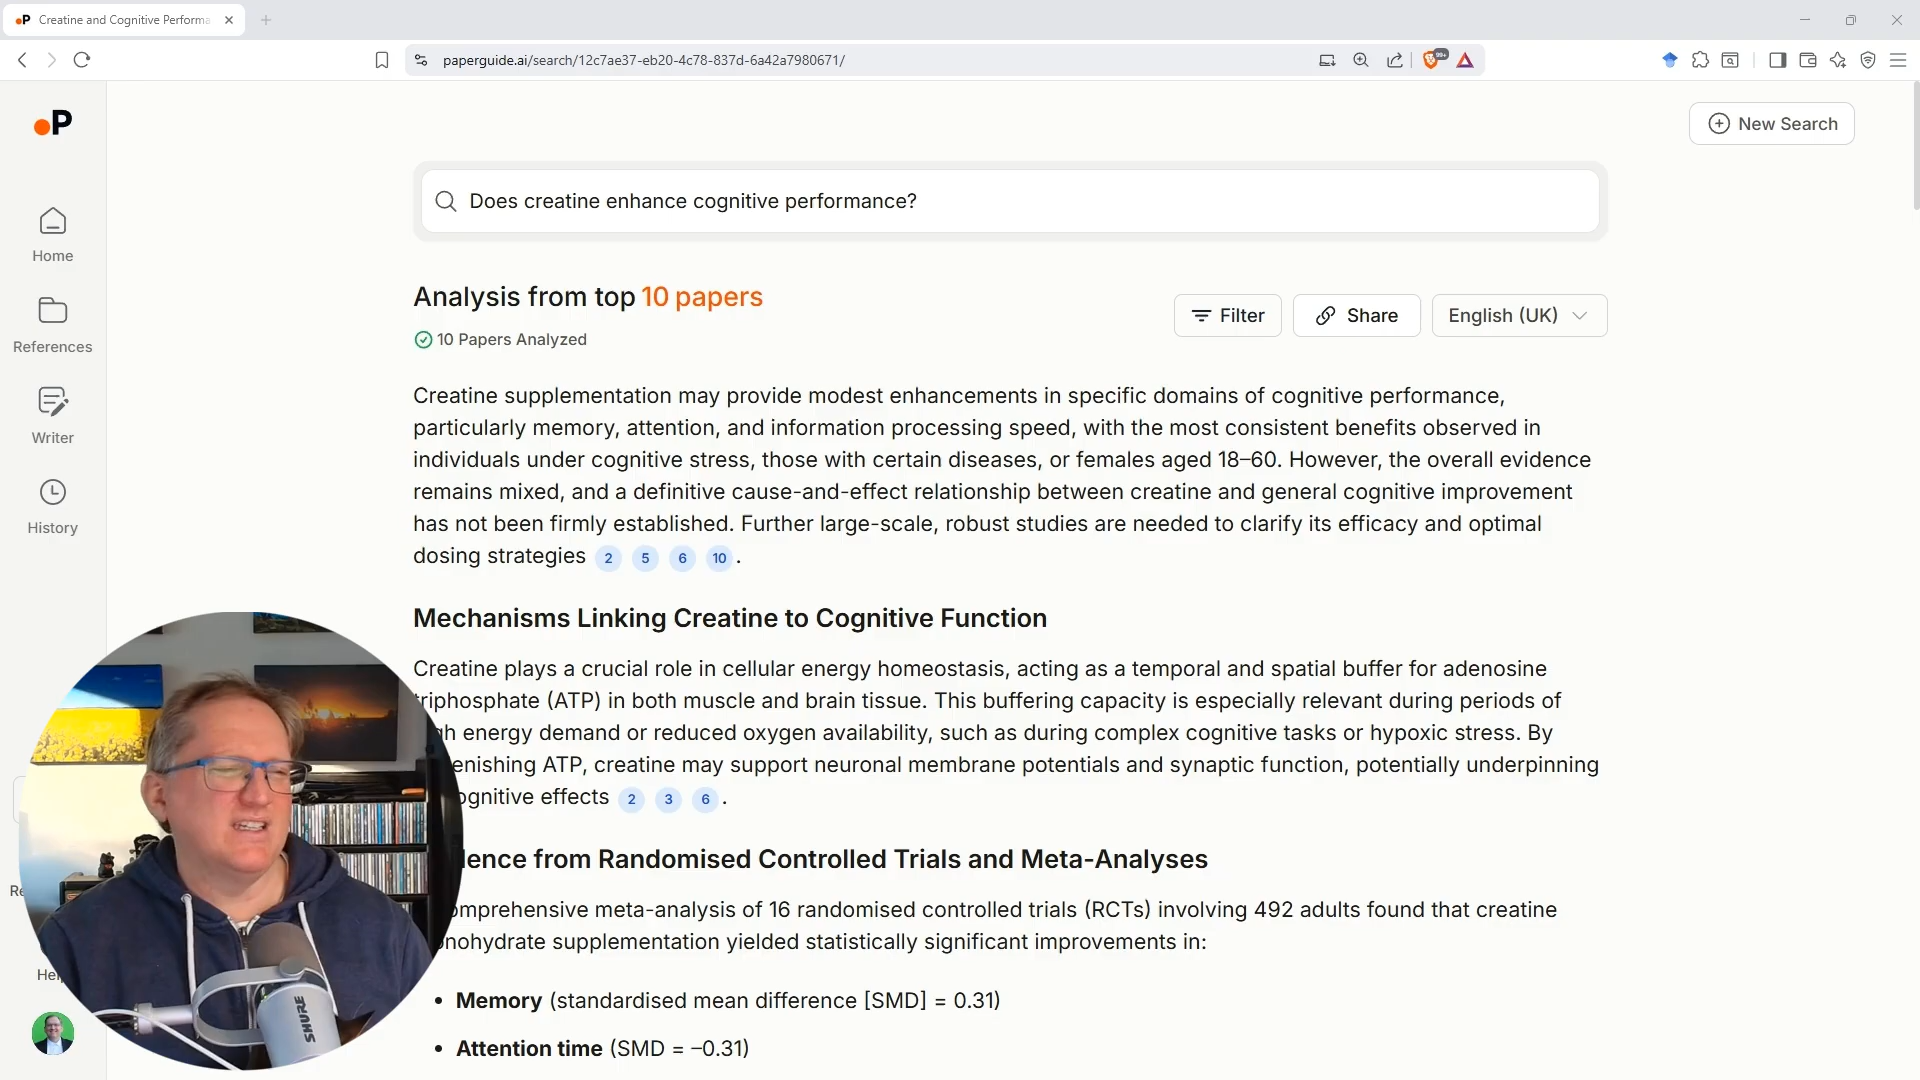 Creatine and Cognitive Performa
paperguide.ai/search/12c7ae37-eb20-4c78-837d-6a42a7980671/
99+
P
New Search
Home
References
Writer
History
Does creatine enhance cognitive performance?
Analysis from top 10 papers
10 Papers Analyzed
Filter
Share
English (UK)
Creatine supplementation may provide modest enhancements in specific domains of cognitive performance,
particularly memory, attention, and information processing speed, with the most consistent benefits observed in
individuals under cognitive stress, those with certain diseases, or females aged 18–60. However, the overall evidence
remains mixed, and a definitive cause-and-effect relationship between creatine and general cognitive improvement
has not been firmly established. Further large-scale, robust studies are needed to clarify its efficacy and optimal
dosing strategies 2 5 6 10 .
Mechanisms Linking Creatine to Cognitive Function
Creatine plays a crucial role in cellular energy homeostasis, acting as a temporal and spatial buffer for adenosine
riphosphate (ATP) in both muscle and brain tissue. This buffering capacity is especially relevant during periods of
gh energy demand or reduced oxygen availability, such as during complex cognitive tasks or hypoxic stress. By
enishing ATP, creatine may support neuronal membrane potentials and synaptic function, potentially underpinning
ognitive effects 2 3 6 .
dence from Randomised Controlled Trials and Meta-Analyses
omprehensive meta-analysis of 16 randomised controlled trials (RCTs) involving 492 adults found that creatine
onohydrate supplementation yielded statistically significant improvements in:
• Memory (standardised mean difference [SMD] = 0.31)
• Attention time (SMD = –0.31)
Re
Hel
SHURE